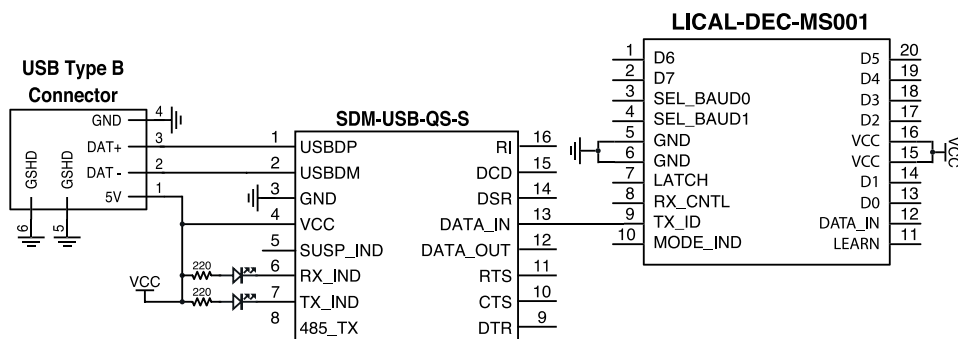 LICAL-DEC-MS001
1 D6 D5 20
2 D7 D4 19
3 SEL_BAUD0 D3 18
4 SEL_BAUD1 D2 17
5 GND VCC 16
6 GND VCC 15
VCC
7 LATCH D1 14
8 RX_CNTL D0 13
9 TX_ID DATA_IN 12
10 MODE_IND LEARN 11
USB Type B
Connector
GND 4
DAT+ 3
DAT - 2
5V 1
GSHD GSHD
6 5
SDM-USB-QS-S
1 USBDP RI 16
2 USBDM DCD 15
3 GND DSR 14
4 VCC DATA_IN 13
5 SUSP_IND DATA_OUT 12
220 6 RX_IND RTS 11
VCC 220 7 TX_IND CTS 10
8 485_TX DTR 9